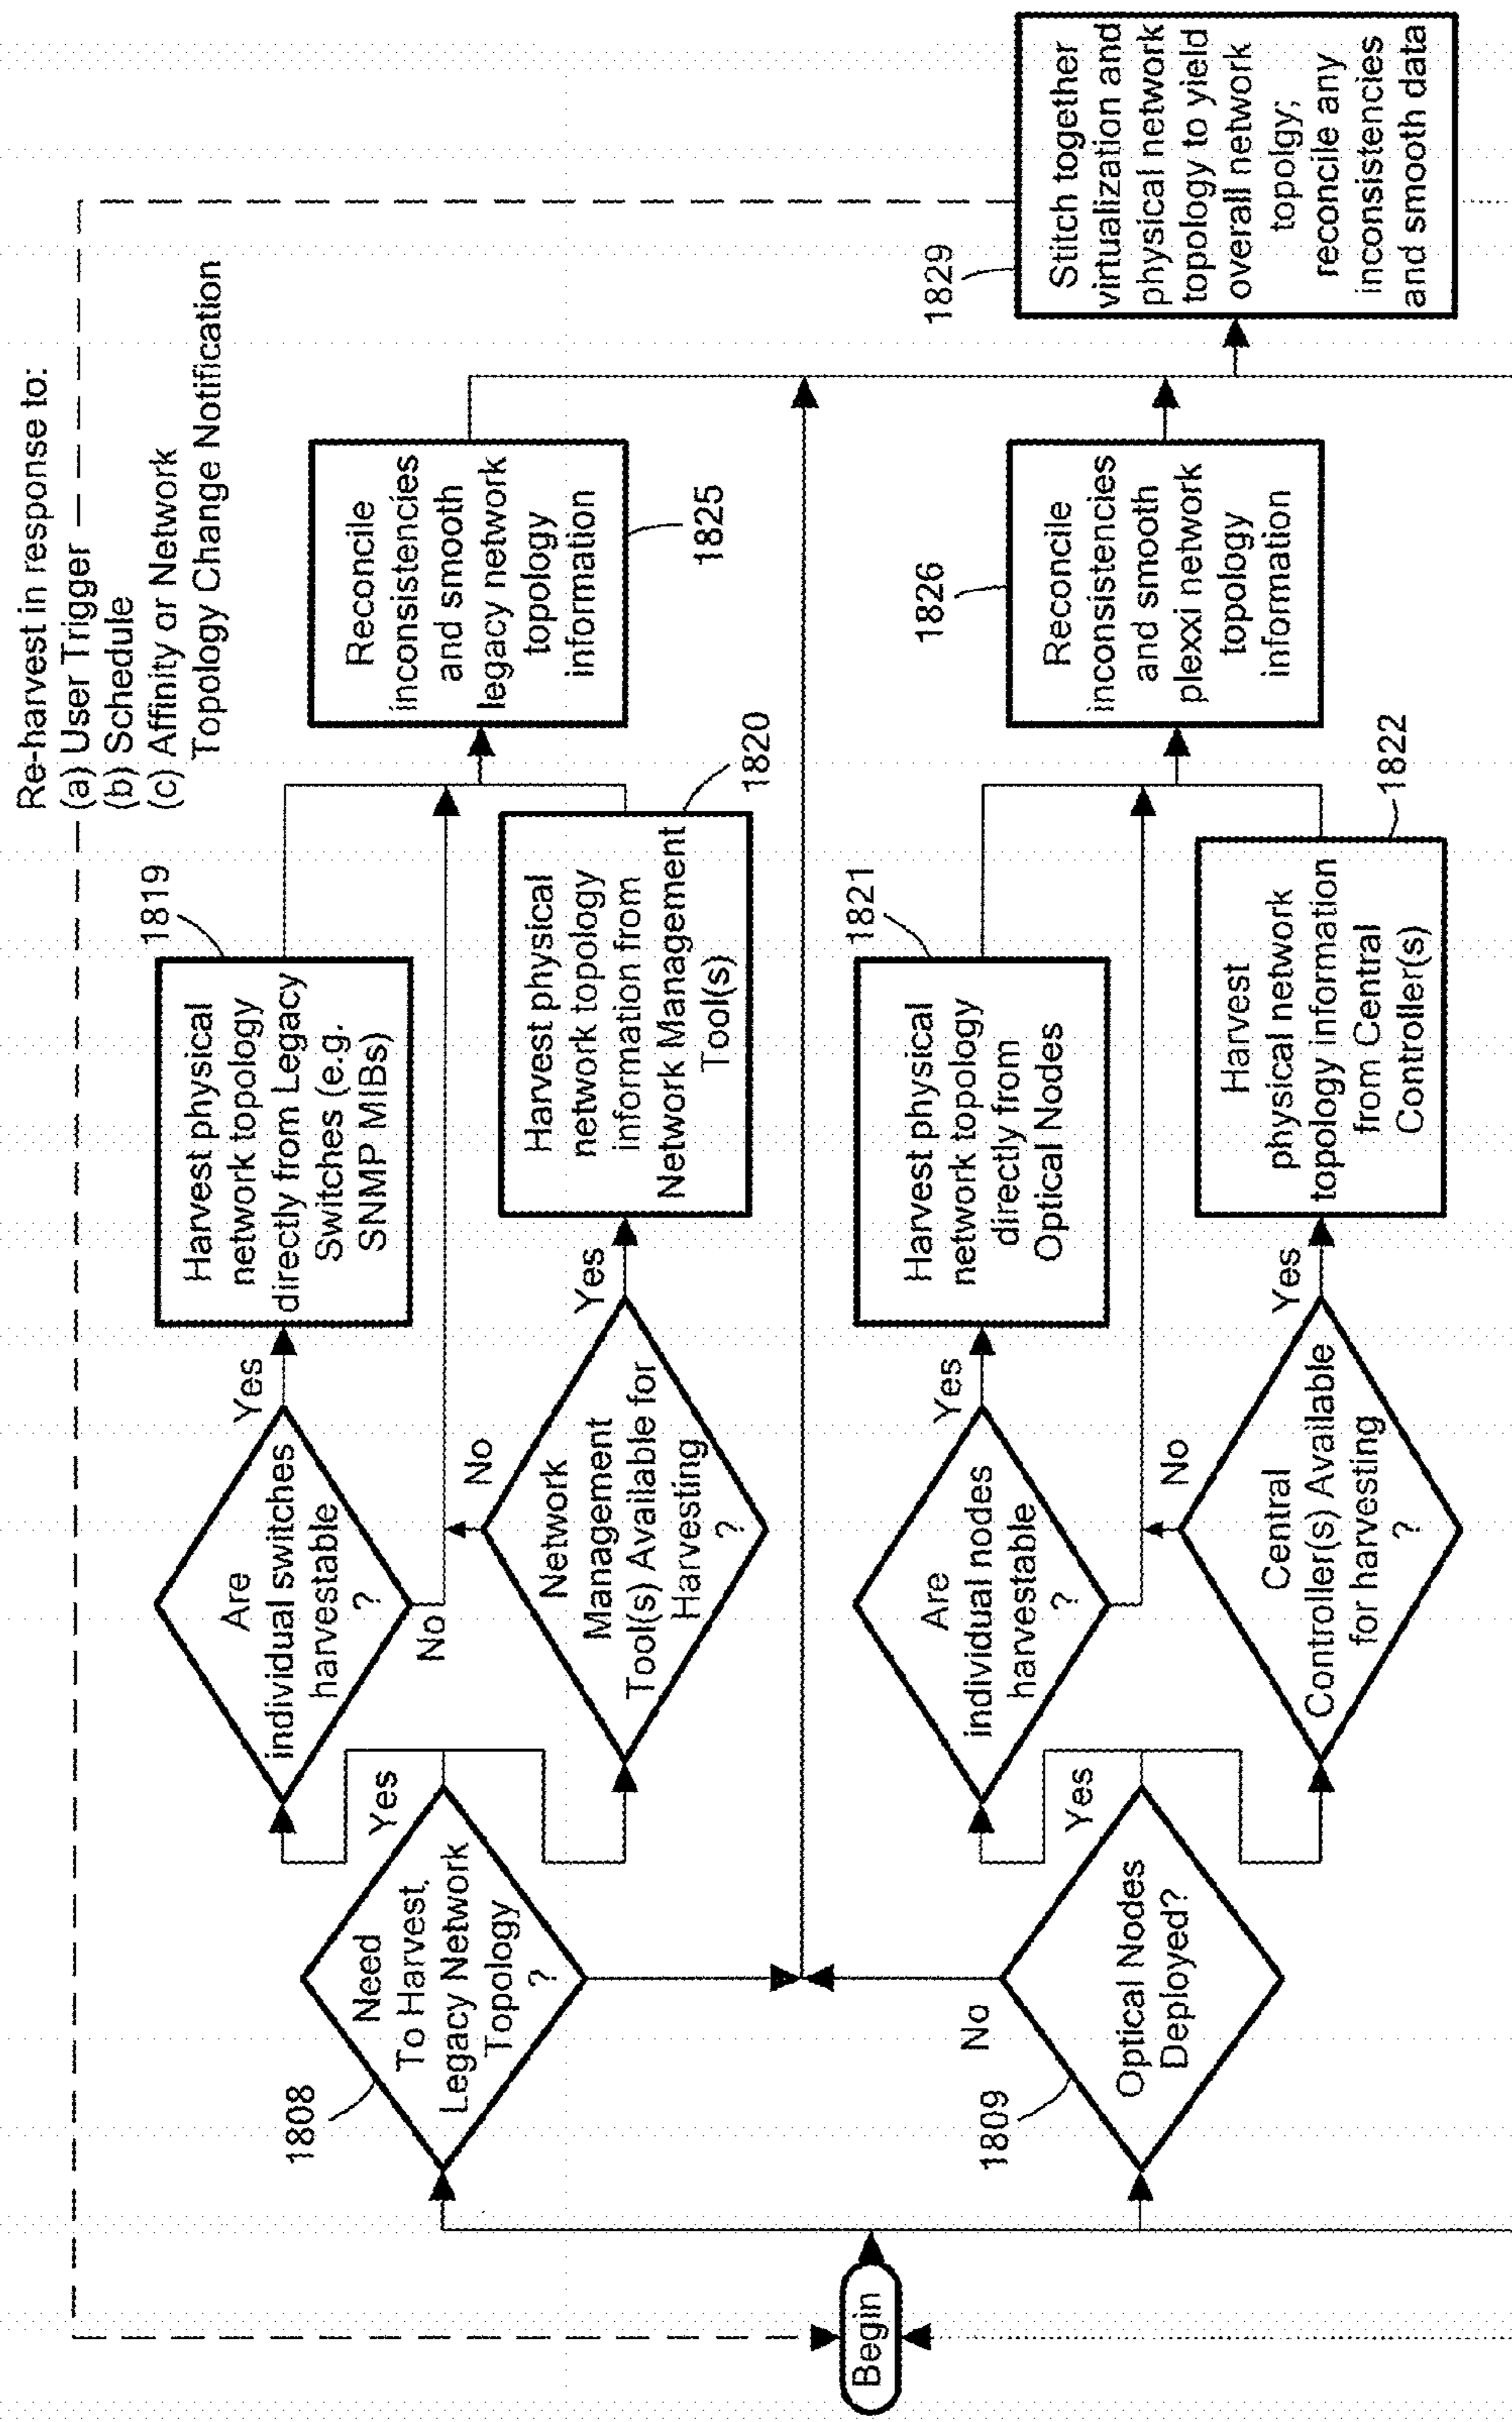 Re-harvest in response to:
(a) User Trigger
(b) Schedule
(c) Affinity or Network
Topology Change Notification
Begin
1808
Need
To Harvest
Legacy Network
Topology
?
Yes
Are
individual switches
harvestable
?
Yes
No
1819
Harvest physical
network topology
directly from Legacy
Switches (e.g.
SNMP MIBs)
Network
Management
Tool(s) Available for
Harvesting
?
No
Yes
1820
Harvest physical
network topology
information from
Network Management
Tool(s)
Reconcile
inconsistencies
and smooth
legacy network
topology
information
1825
1809
Optical Nodes
Deployed?
No
Yes
Are
individual nodes
harvestable
?
Yes
1821
Harvest physical
network topology
directly from
Optical Nodes
Central
Controller(s) Available
for harvesting
?
No
Yes
1822
Harvest
physical network
topology information
from Central
Controller(s)
1826
Reconcile
inconsistencies
and smooth
plexxi network
topology
information
1829
Stitch together
virtualization and
physical network
topology to yield
overall network
topolgy;
reconcile any
inconsistencies
and smooth data